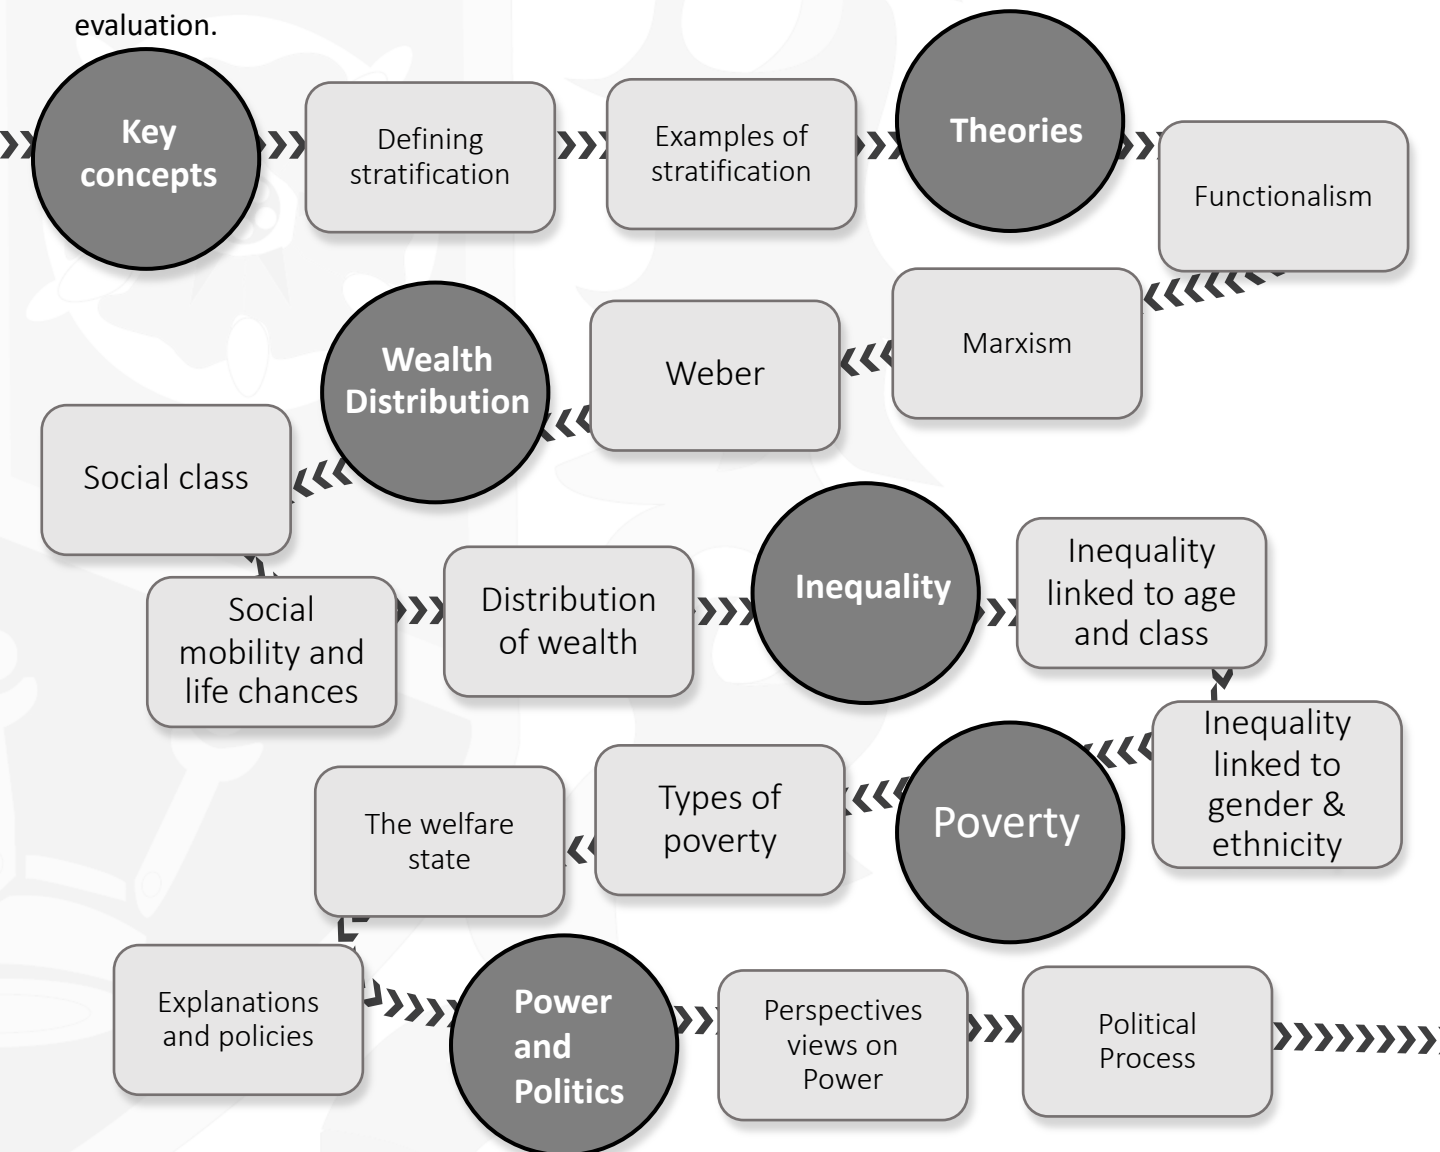 evaluation.
Key
concepts
Defining
stratification
Examples of
stratification
Theories
Functionalism
Marxism
Weber
Wealth
Distribution
Social class
Social
mobility and
life chances
Distribution
of wealth
Inequality
Inequality
linked to age
and class
Inequality
linked to
gender &
ethnicity
Poverty
Types of
poverty
The welfare
state
Explanations
and policies
Power
and
Politics
Perspectives
views on
Power
Political
Process